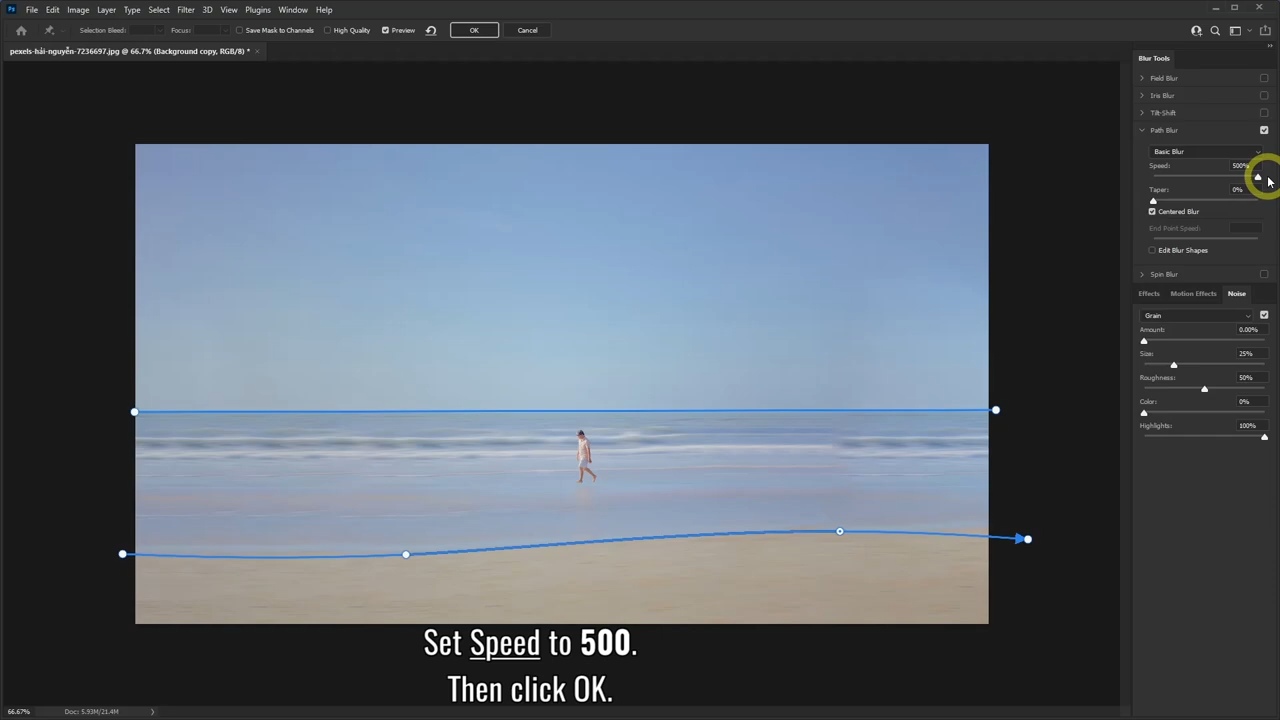 Ps File Edit Image Layer Type Select Filter 3D View Plugins Window Help
Selection Bleed: Focus: Save Mask to Channels High Quality Preview OK Cancel
pexels-hải-nguyễn-7236697.jpg @ 66.7% (Background copy, RGB/8) *
Blur Tools
Field Blur
Iris Blur
Tilt-Shift
Path Blur
Basic Blur
Speed: 500%
Taper: 0%
Centered Blur
End Point Speed:
Edit Blur Shapes
Spin Blur
Effects Motion Effects Noise
Grain
Amount: 0.00%
Size: 25%
Roughness: 50%
Color: 0%
Highlights: 100%
Set Speed to 500.
Then click OK.
66.67% Doc: 5.93M/21.4M